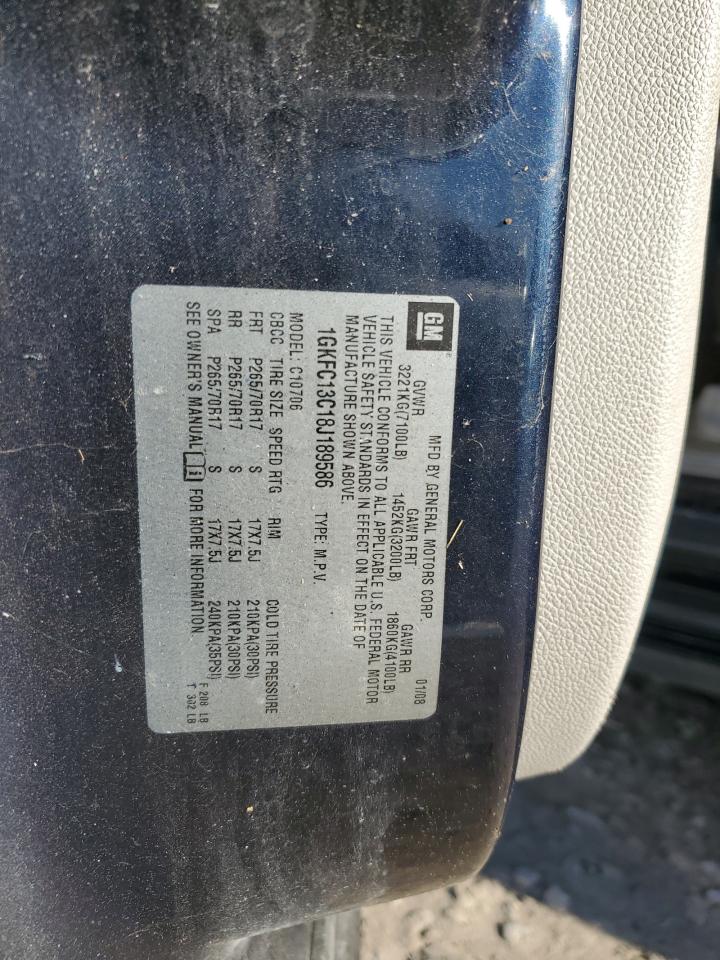 GM
MFD BY GENERAL MOTORS CORP. 01/08
GVWR GAWR FRT GAWR RR
3221KG(7100LB) 1452KG(3200LB) 1860KG(4100LB)
THIS VEHICLE CONFORMS TO ALL APPLICABLE U.S. FEDERAL MOTOR
VEHICLE SAFETY STANDARDS IN EFFECT ON THE DATE OF
MANUFACTURE SHOWN ABOVE.
1GKFC13C18J189586 TYPE: M.P.V.
MODEL: C10706
CBCC TIRE SIZE SPEED RTG RIM COLD TIRE PRESSURE
FRT P265/70R17 S 17X7.5J 210KPA(30PSI)
RR P265/70R17 S 17X7.5J 210KPA(30PSI)
SPA P265/70R17 S 17X7.5J 240KPA(35PSI)
SEE OWNER'S MANUAL FOR MORE INFORMATION.
F 208 LB
T 302 LB